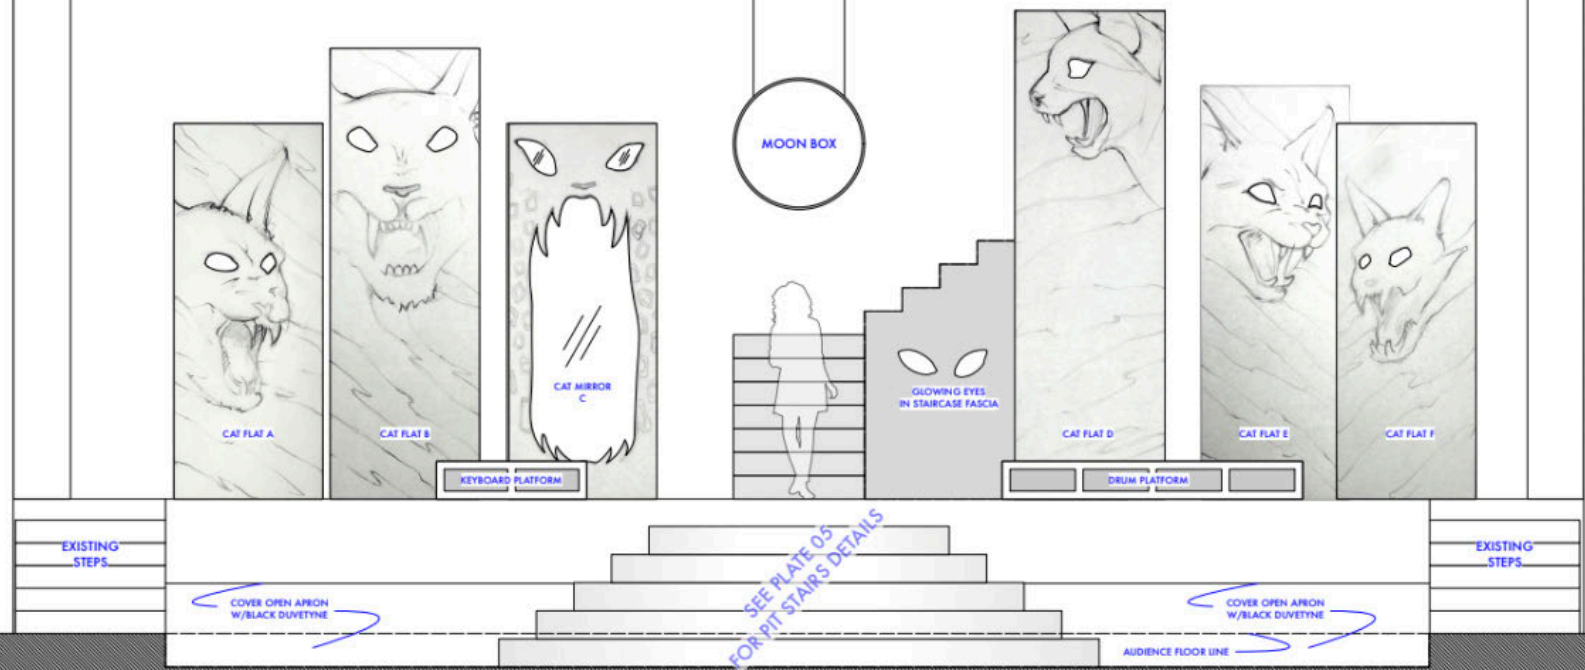 MOON BOX
CAT MIRROR
C
GLOWING EYES
IN STAIRCASE FASCIA
CAT FLAT A
CAT FLAT B
CAT FLAT D
CAT FLAT E
CAT FLAT F
KEYBOARD PLATFORM
DRUM PLATFORM
EXISTING
STEPS
SEE PLATE 05
FOR PIT STAIRS DETAILS
EXISTING
STEPS
COVER OPEN APRON
W/BLACK DUVETYNE
COVER OPEN APRON
W/BLACK DUVETYNE
AUDIENCE FLOOR LINE